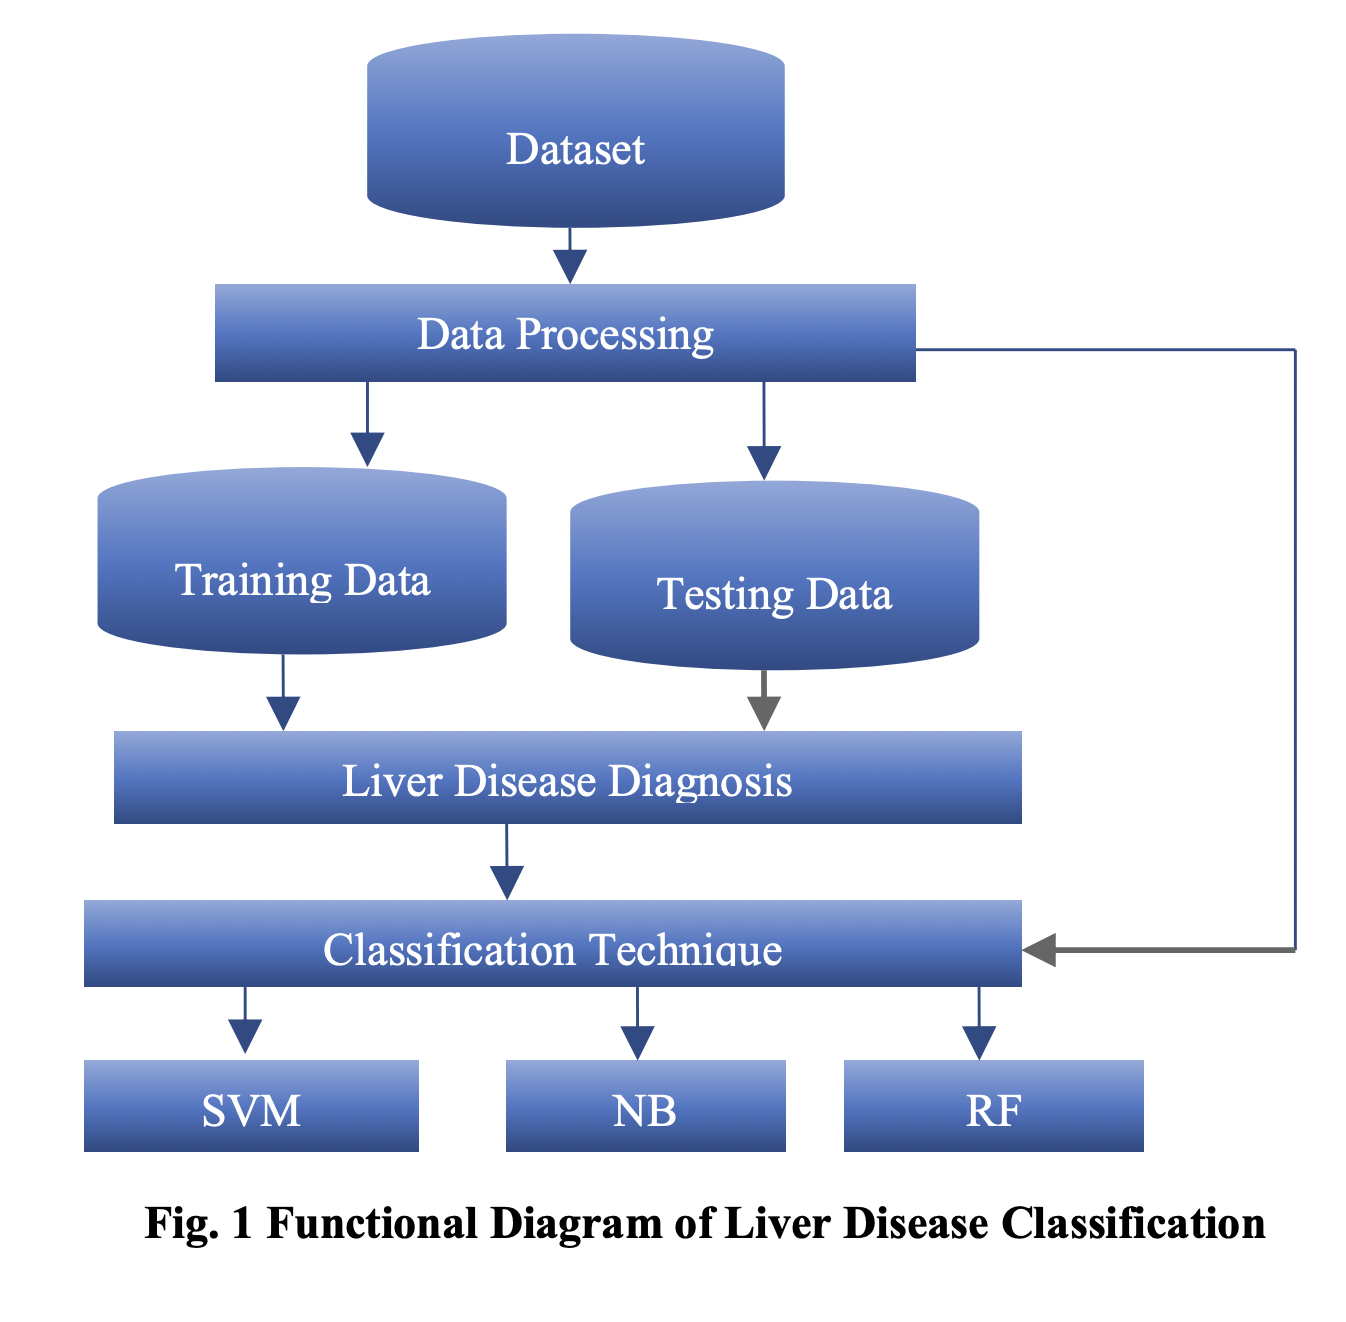 Dataset
Data Processing
Training Data
Testing Data
Liver Disease Diagnosis
Classification Technique
SVM
NB
RF
Fig. 1 Functional Diagram of Liver Disease Classification